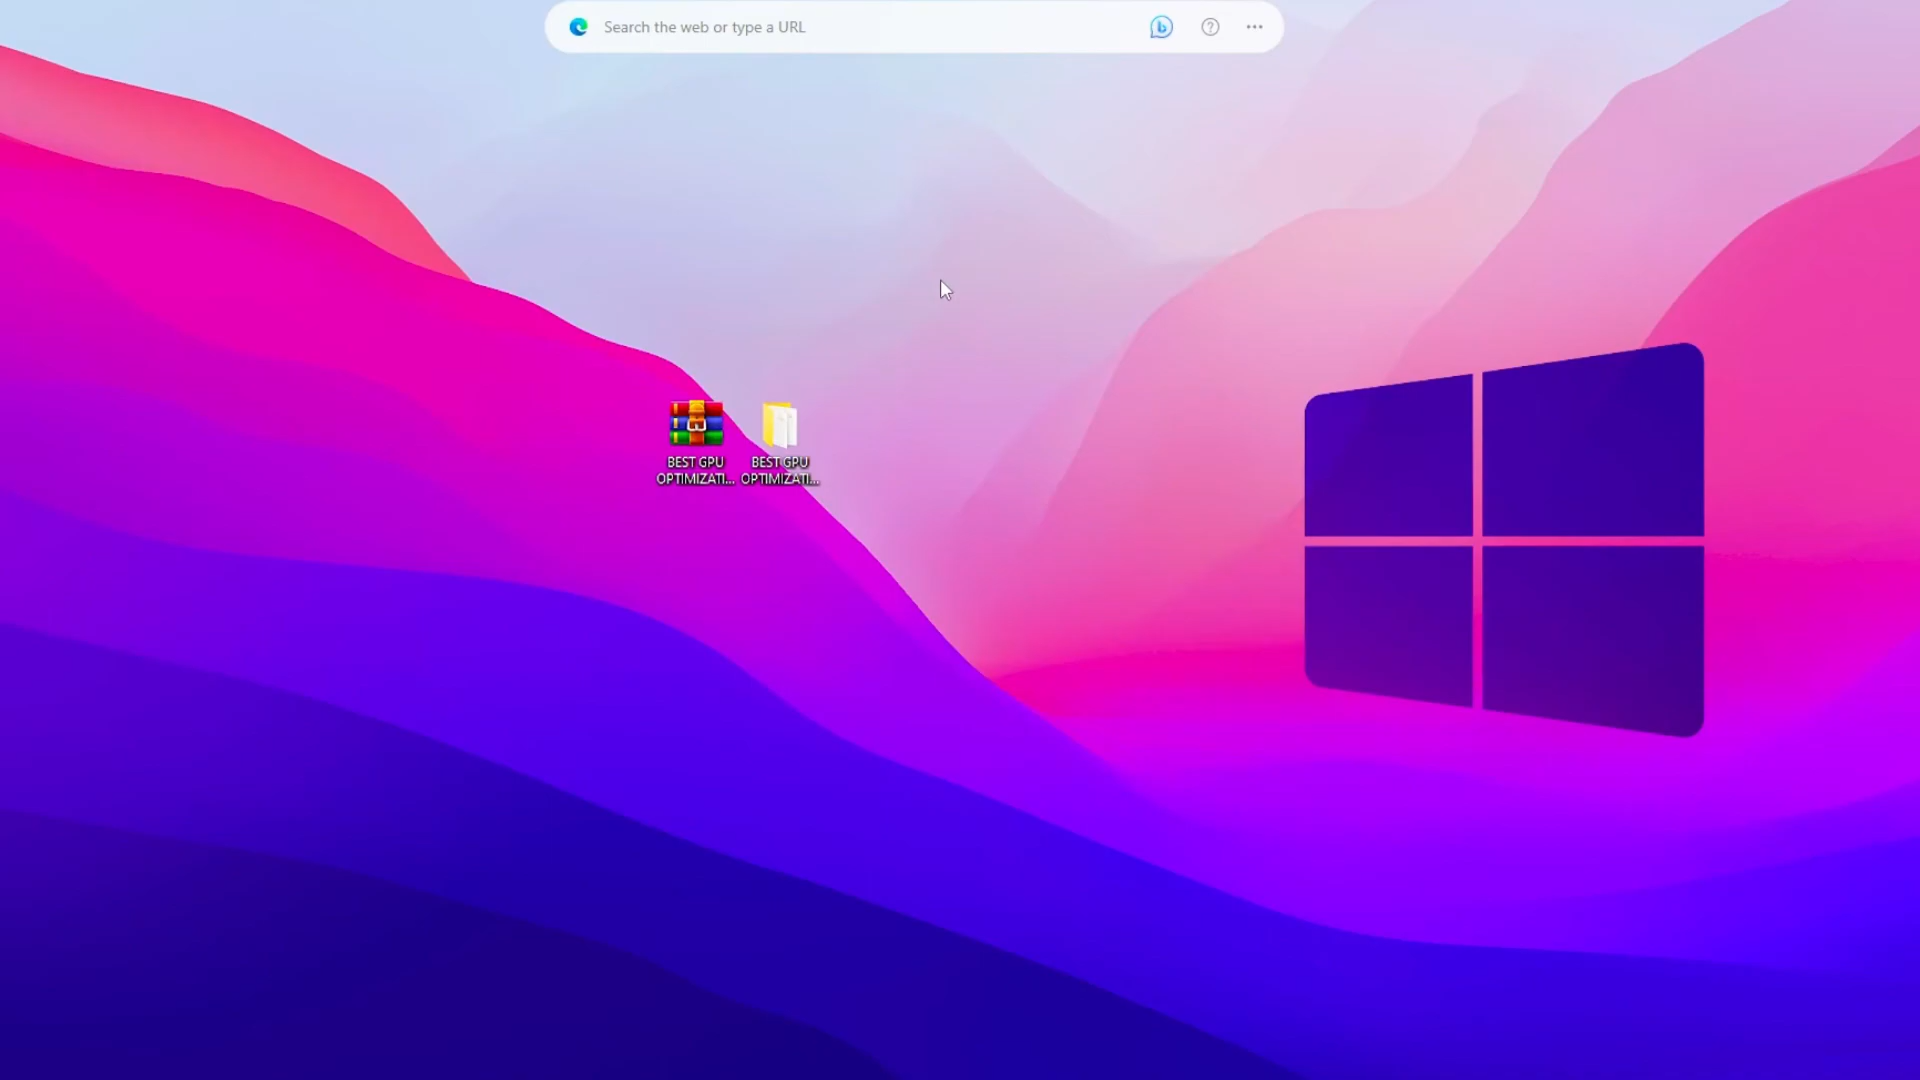 Search the web or type a URL
BEST GPU
OPTIMIZATI...
BEST GPU
OPTIMIZATI...